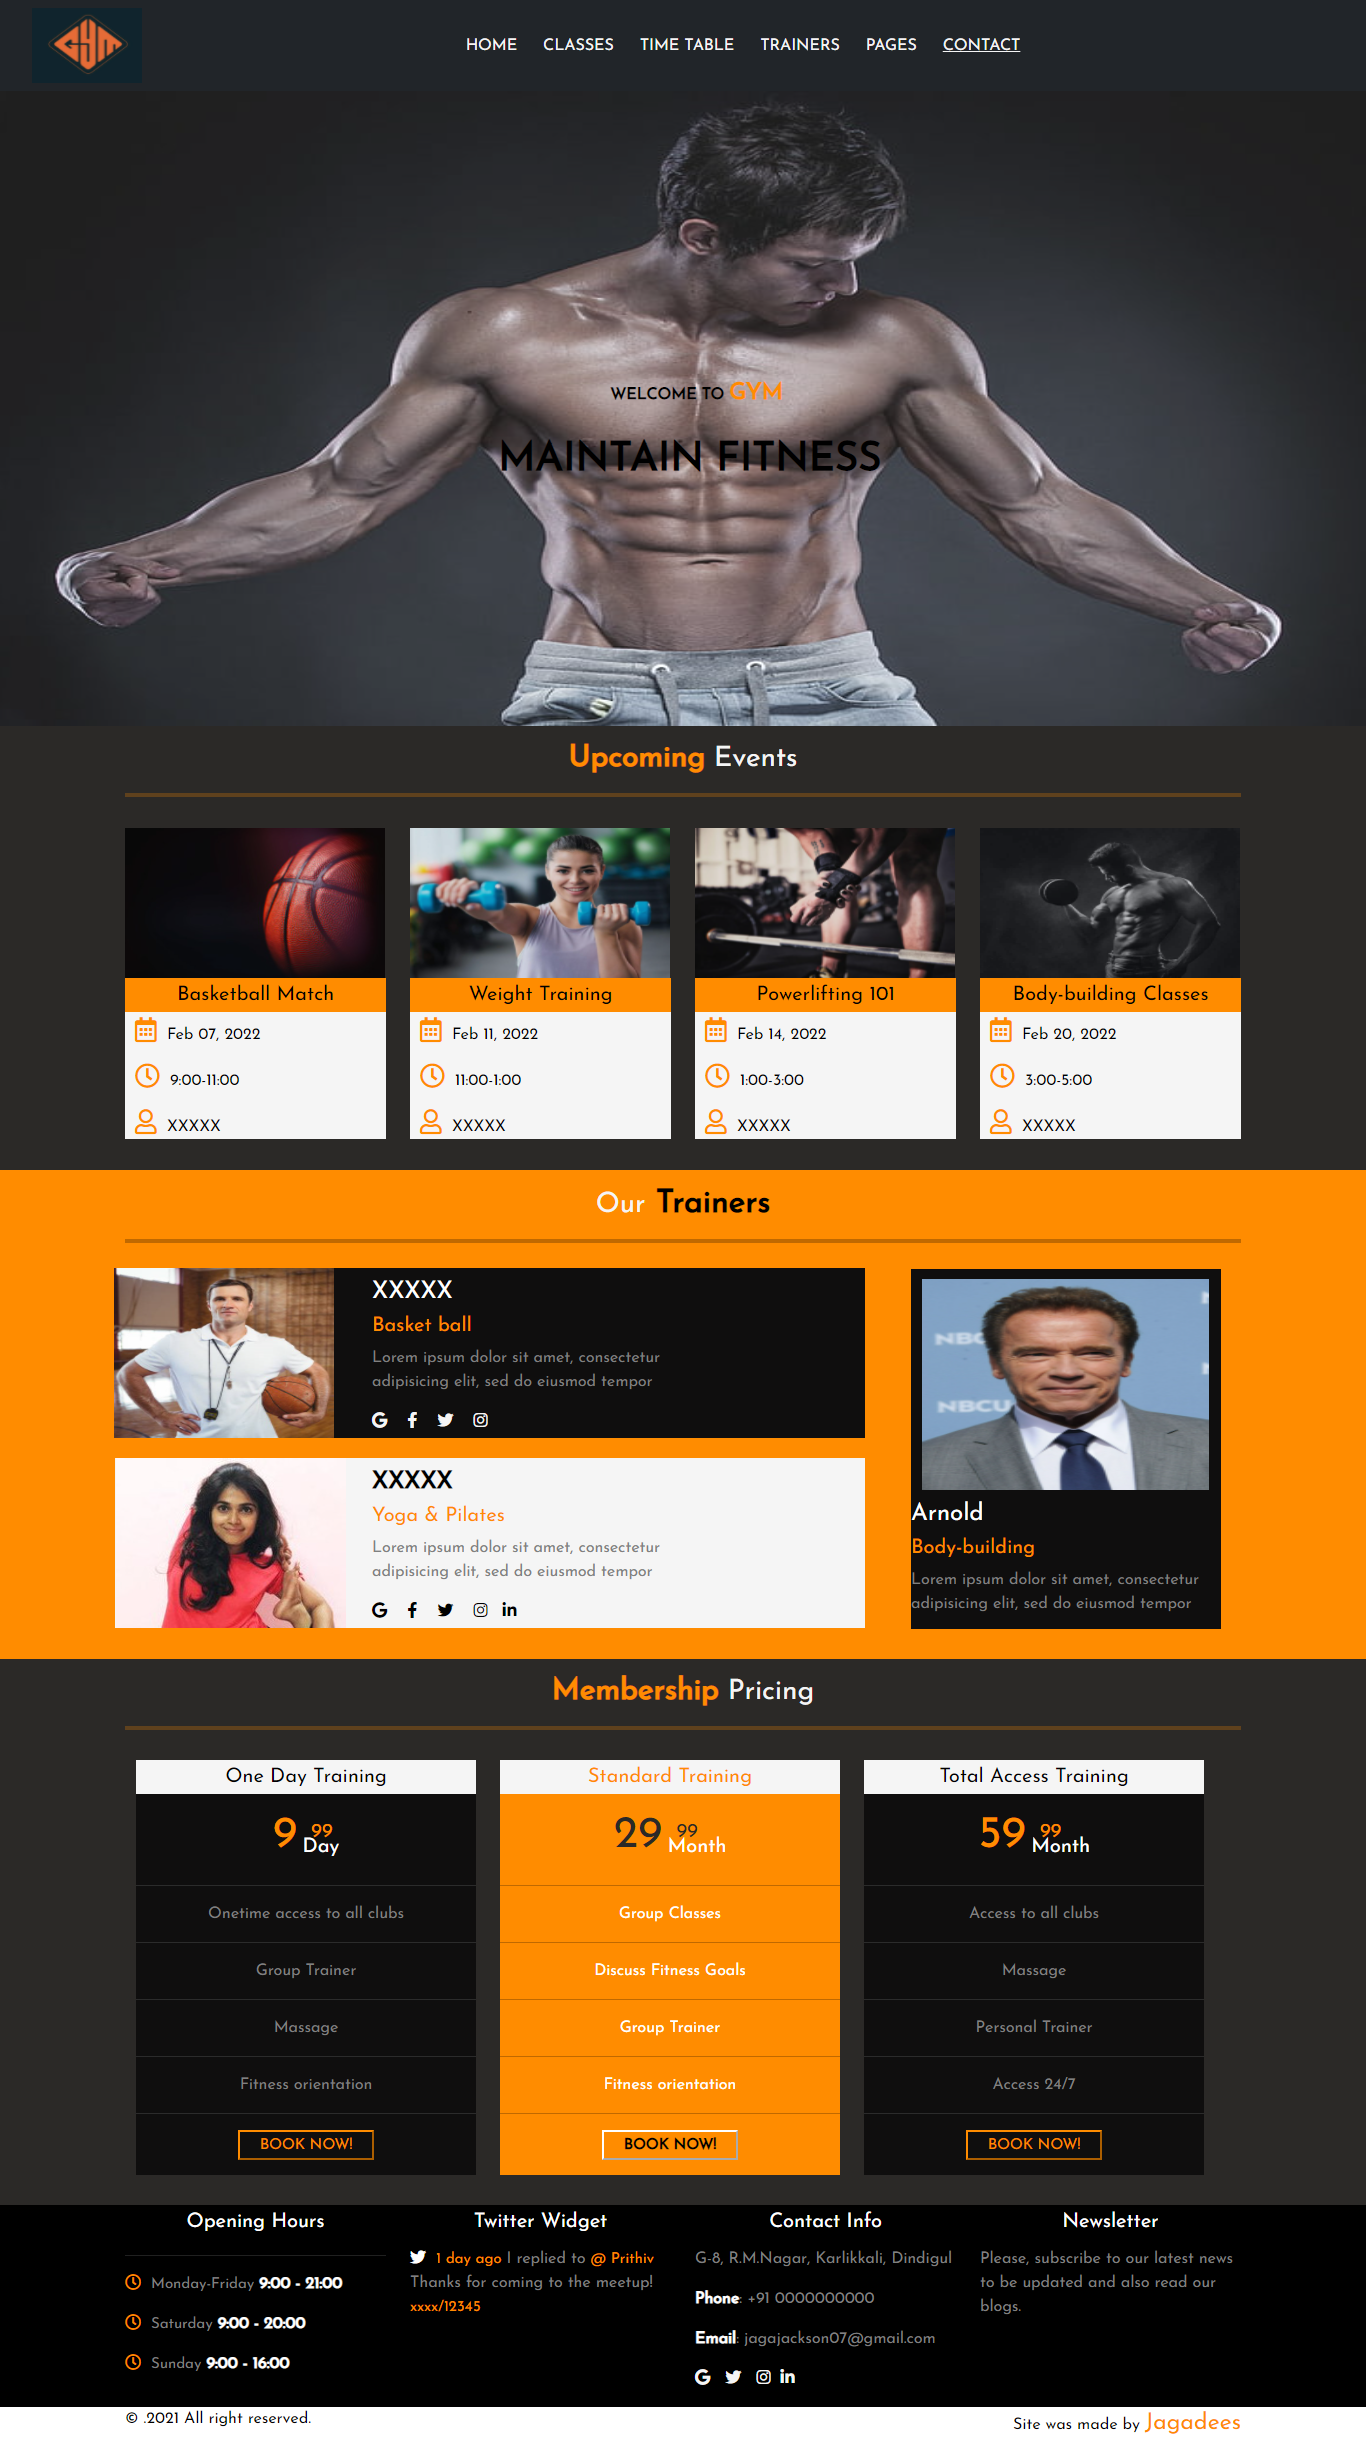 GYM
HOME CLASSES TIME TABLE TRAINERS PAGES CONTACT
WELCOME TO GYM
MAINTAIN FITNESS
Upcoming Events
Basketball Match
Feb 07, 2022
9:00-11:00
XXXXX
Weight Training
Feb 11, 2022
11:00-1:00
XXXXX
Powerlifting 101
Feb 14, 2022
1:00-3:00
XXXXX
Body-building Classes
Feb 20, 2022
3:00-5:00
XXXXX
Our Trainers
XXXXX
Basket ball
Lorem ipsum dolor sit amet, consectetur
adipisicing elit, sed do eiusmod tempor
XXXXX
Yoga & Pilates
Lorem ipsum dolor sit amet, consectetur
adipisicing elit, sed do eiusmod tempor
NBC
NBCU
Arnold
Body-building
Lorem ipsum dolor sit amet, consectetur
adipisicing elit, sed do eiusmod tempor
Membership Pricing
One Day Training
9 99
Day
Onetime access to all clubs
Group Trainer
Massage
Fitness orientation
BOOK NOW!
Standard Training
29 99
Month
Group Classes
Discuss Fitness Goals
Group Trainer
Fitness orientation
BOOK NOW!
Total Access Training
59 99
Month
Access to all clubs
Massage
Personal Trainer
Access 24/7
BOOK NOW!
Opening Hours
Monday-Friday 9:00 - 21:00
Saturday 9:00 - 20:00
Sunday 9:00 - 16:00
Twitter Widget
1 day ago I replied to @ Prithiv
Thanks for coming to the meetup!
xxxx/12345
Contact Info
G-8, R.M.Nagar, Karlikkali, Dindigul
Phone: +91 0000000000
Email: jagajackson07@gmail.com
Newsletter
Please, subscribe to our latest news
to be updated and also read our
blogs.
© .2021 All right reserved.
Site was made by Jagadees